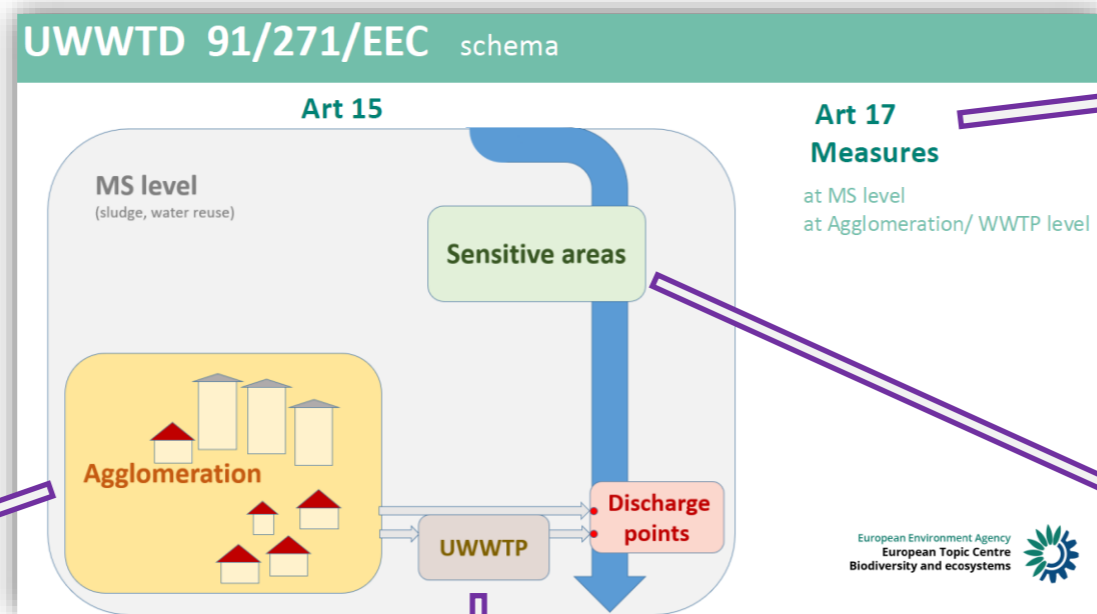 UWWTD 91/271/EEC schema
Art 15
Art 17
Measures
at MS level
at Agglomeration/ WWTP level
MS level
(sludge, water reuse)
Sensitive areas
Agglomeration
UWWTP
Discharge
points
European Environment Agency
European Topic Centre
Biodiversity and ecosystems